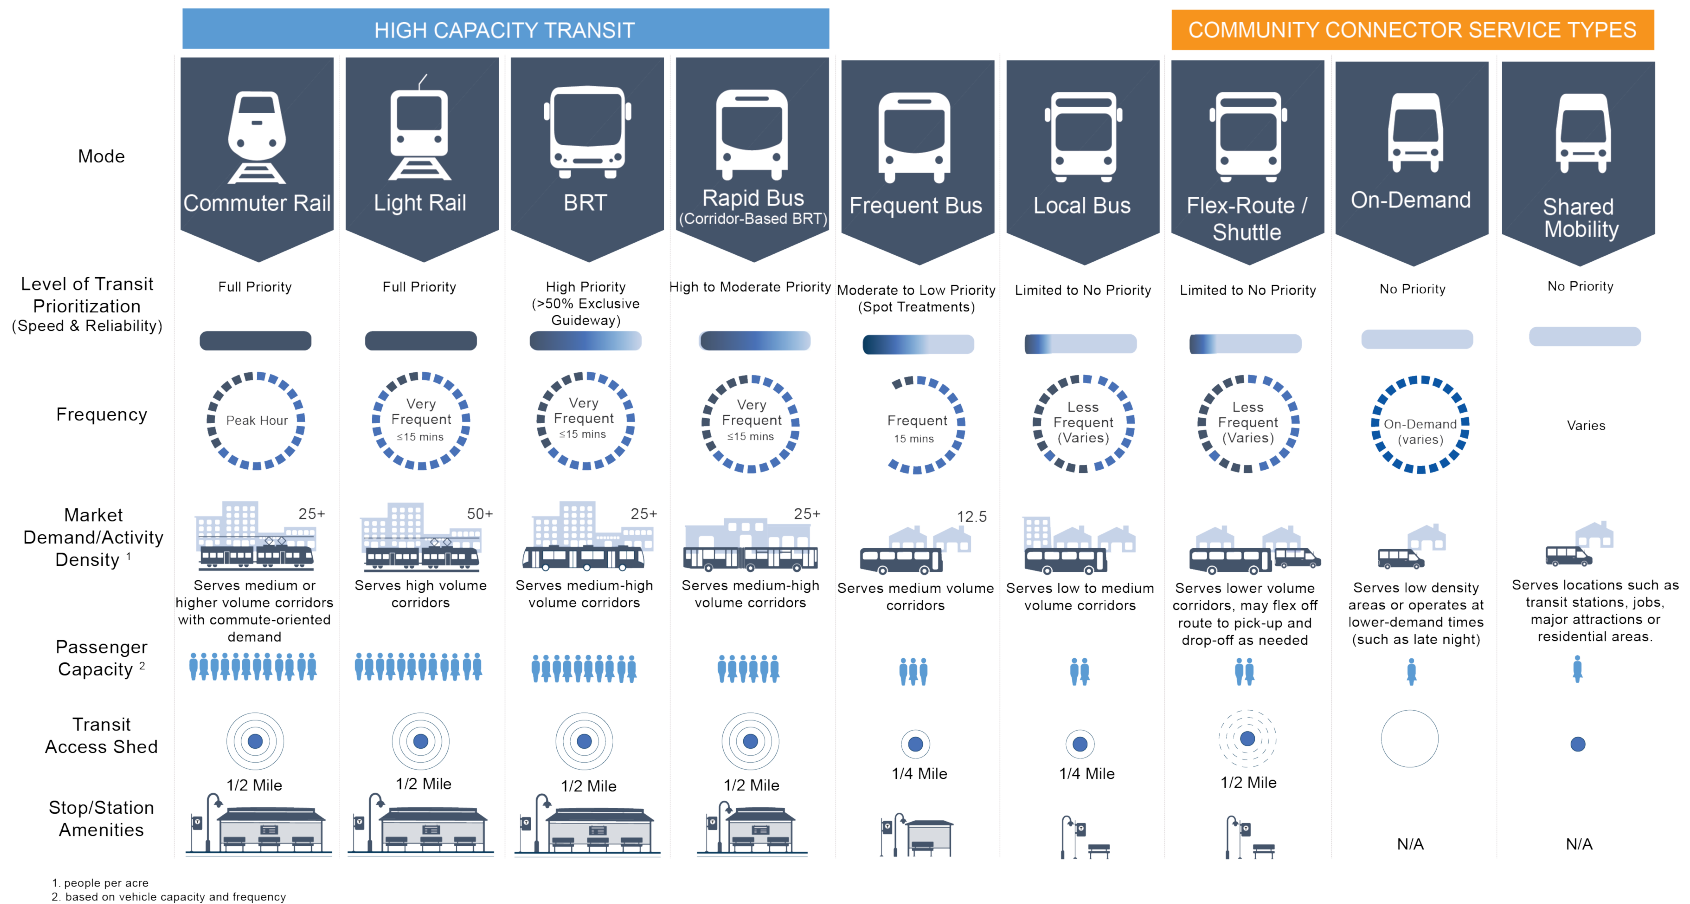 HIGH CAPACITY TRANSIT
COMMUNITY CONNECTOR SERVICE TYPES
Mode
Commuter Rail
Light Rail
BRT
Rapid Bus
(Corridor-Based BRT)
Frequent Bus
Local Bus
Flex-Route /
Shuttle
On-Demand
Shared
Mobility
Level of Transit
Prioritization
(Speed & Reliability)
Full Priority
Full Priority
High Priority
(>50% Exclusive
Guideway)
High to Moderate Priority
Moderate to Low Priority
(Spot Treatments)
Limited to No Priority
Limited to No Priority
No Priority
No Priority
Frequency
Peak Hour
Very
Frequent
≤15 mins
Very
Frequent
≤15 mins
Very
Frequent
≤15 mins
Frequent
15 mins
Less
Frequent
(Varies)
Less
Frequent
(Varies)
On-Demand
(varies)
Varies
Market
Demand/Activity
Density 1
25+
Serves medium or
higher volume corridors
with commute-oriented
demand
50+
Serves high volume
corridors
25+
Serves medium-high
volume corridors
25+
Serves medium-high
volume corridors
12.5
Serves medium volume
corridors
Serves low to medium
volume corridors
Serves lower volume
corridors, may flex off
route to pick-up and
drop-off as needed
Serves low density
areas or operates at
lower-demand times
(such as late night)
Serves locations such as
transit stations, jobs,
major attractions or
residential areas.
Passenger
Capacity 2
Transit
Access Shed
1/2 Mile
1/2 Mile
1/2 Mile
1/2 Mile
1/4 Mile
1/4 Mile
1/2 Mile
Stop/Station
Amenities
N/A
N/A
1. people per acre
2. based on vehicle capacity and frequency